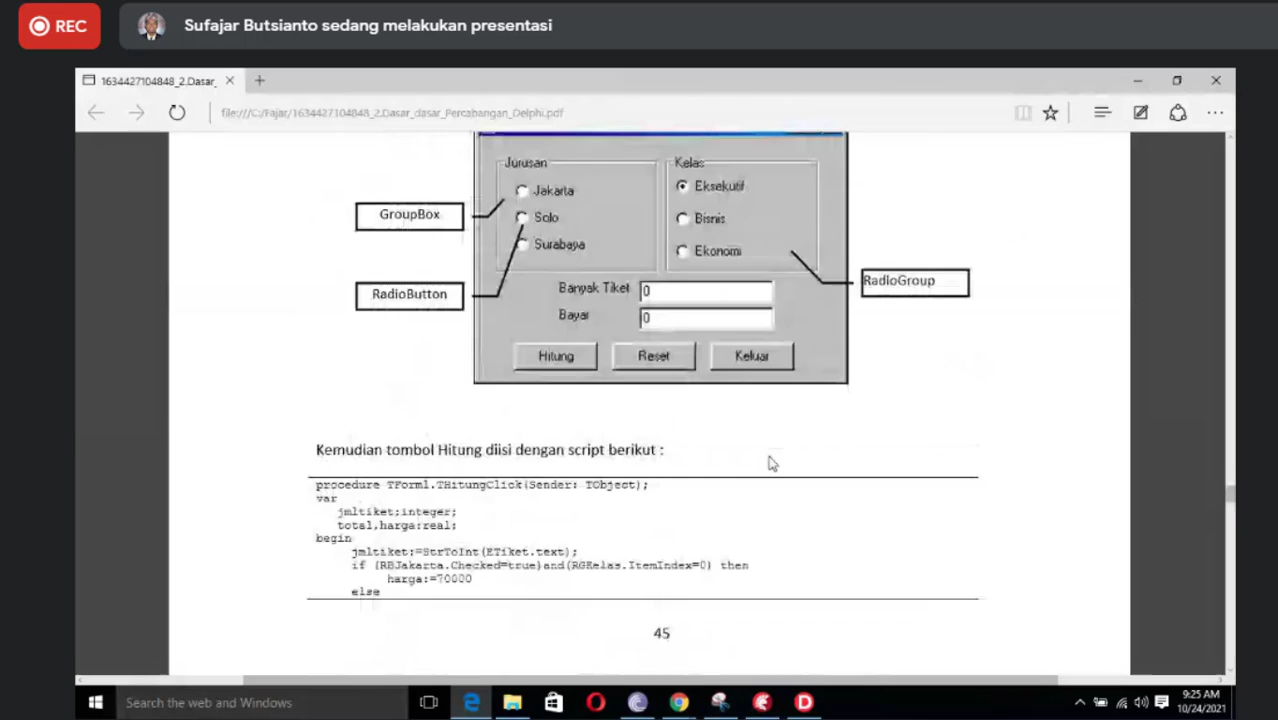 REC
Sufajar Butsianto sedang melakukan presentasi
1634427104848_2.Dasar_
file:///C:/Fajar/1634427104848_2.Dasar_dasar_Percabangan_Delphi.pdf
Jurusan
Kelas
Jakarta
Eksekutif
GroupBox
Solo
Bisnis
Surabaya
Ekonomi
RadioGroup
RadioButton
Banyak Tiket
0
Bayar
0
Hitung
Reset
Keluar
Kemudian tombol Hitung diisi dengan script berikut :
procedure TForm1.THitungClick(Sender: TObject);
var
jmltiket:integer;
total,harga:real;
begin
jmltiket:=StrToInt(ETiket.text);
if (RBJakarta.Checked=true)and(RGKelas.ItemIndex=0) then
harga:=70000
else
45
Search the web and Windows
9:25 AM
10/24/2021